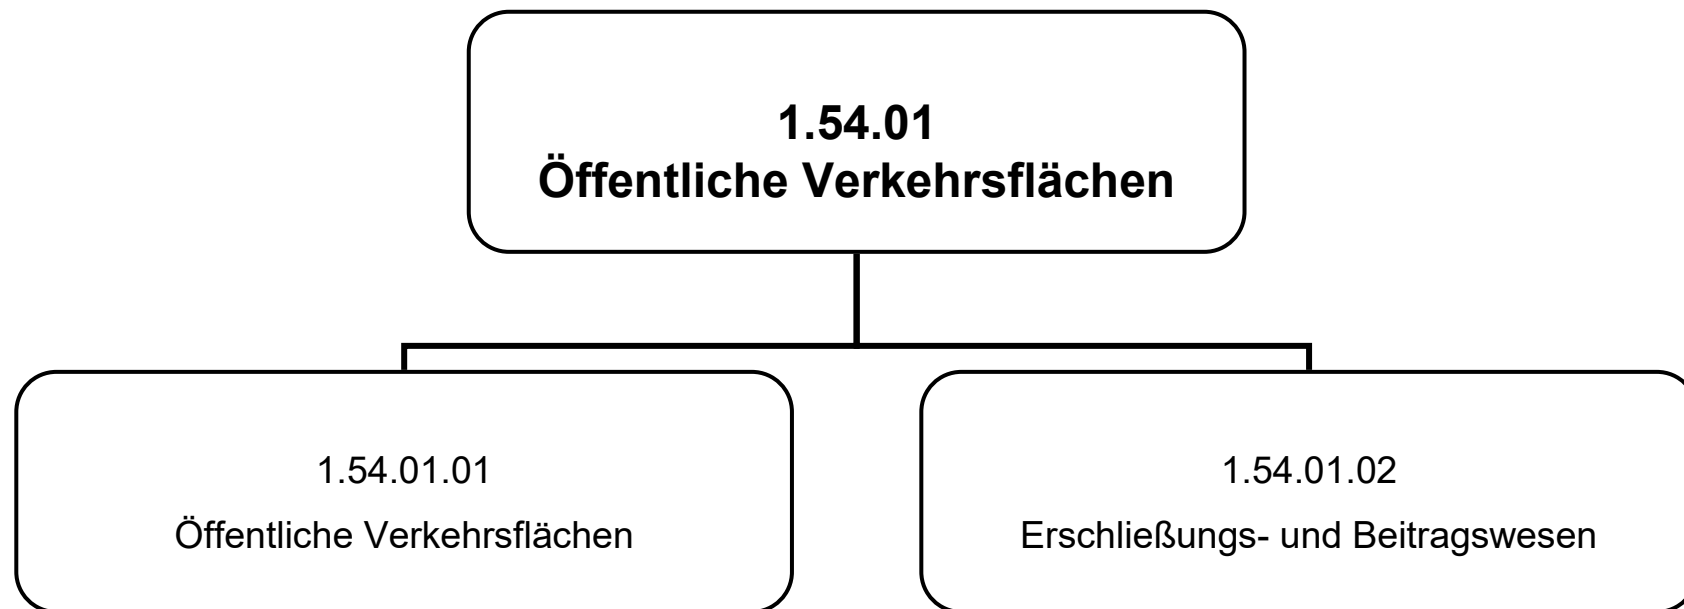 1.54.01
Öffentliche Verkehrsflächen
1.54.01.01
Öffentliche Verkehrsflächen
1.54.01.02
Erschließungs- und Beitragswesen